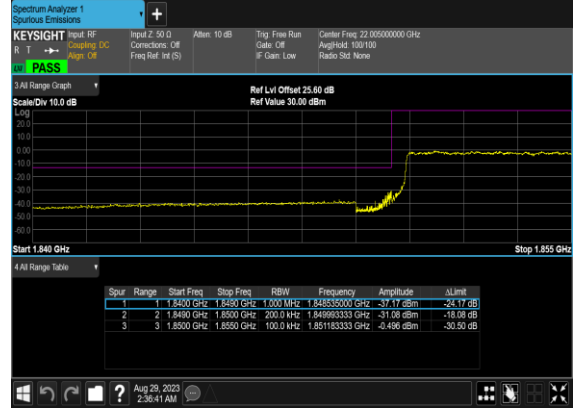 Spectrum Analyzer 1
Spurious Emissions
+
KEYSIGHT Input: RF Input Z: 50 Ω Atten: 10 dB Trig: Free Run Center Freq: 22.005000000 GHz
R T Coupling: DC Corrections: Off Gate: Off Avg|Hold: 100/100
Align: Off Freq Ref: Int (S) IF Gain: Low Radio Std: None
PASS
3 All Range Graph
Ref Lvl Offset 25.60 dB
Scale/Div 10.0 dB Ref Value 30.00 dBm
Log
20.0
10.0
0.00
-10.0
-20.0
-30.0
-40.0
-50.0
-60.0
Start 1.840 GHz Stop 1.855 GHz
4 All Range Table
Spur Range Start Freq Stop Freq RBW Frequency Amplitude ΔLimit
1 1 1.8400 GHz 1.8490 GHz 1.000 MHz 1.848535000 GHz -37.17 dBm -24.17 dB
2 2 1.8490 GHz 1.8500 GHz 200.0 kHz 1.849993333 GHz -31.08 dBm -18.08 dB
3 3 1.8500 GHz 1.8550 GHz 100.0 kHz 1.851183333 GHz -0.496 dBm -30.50 dB
? Aug 29, 2023
2:36:41 AM